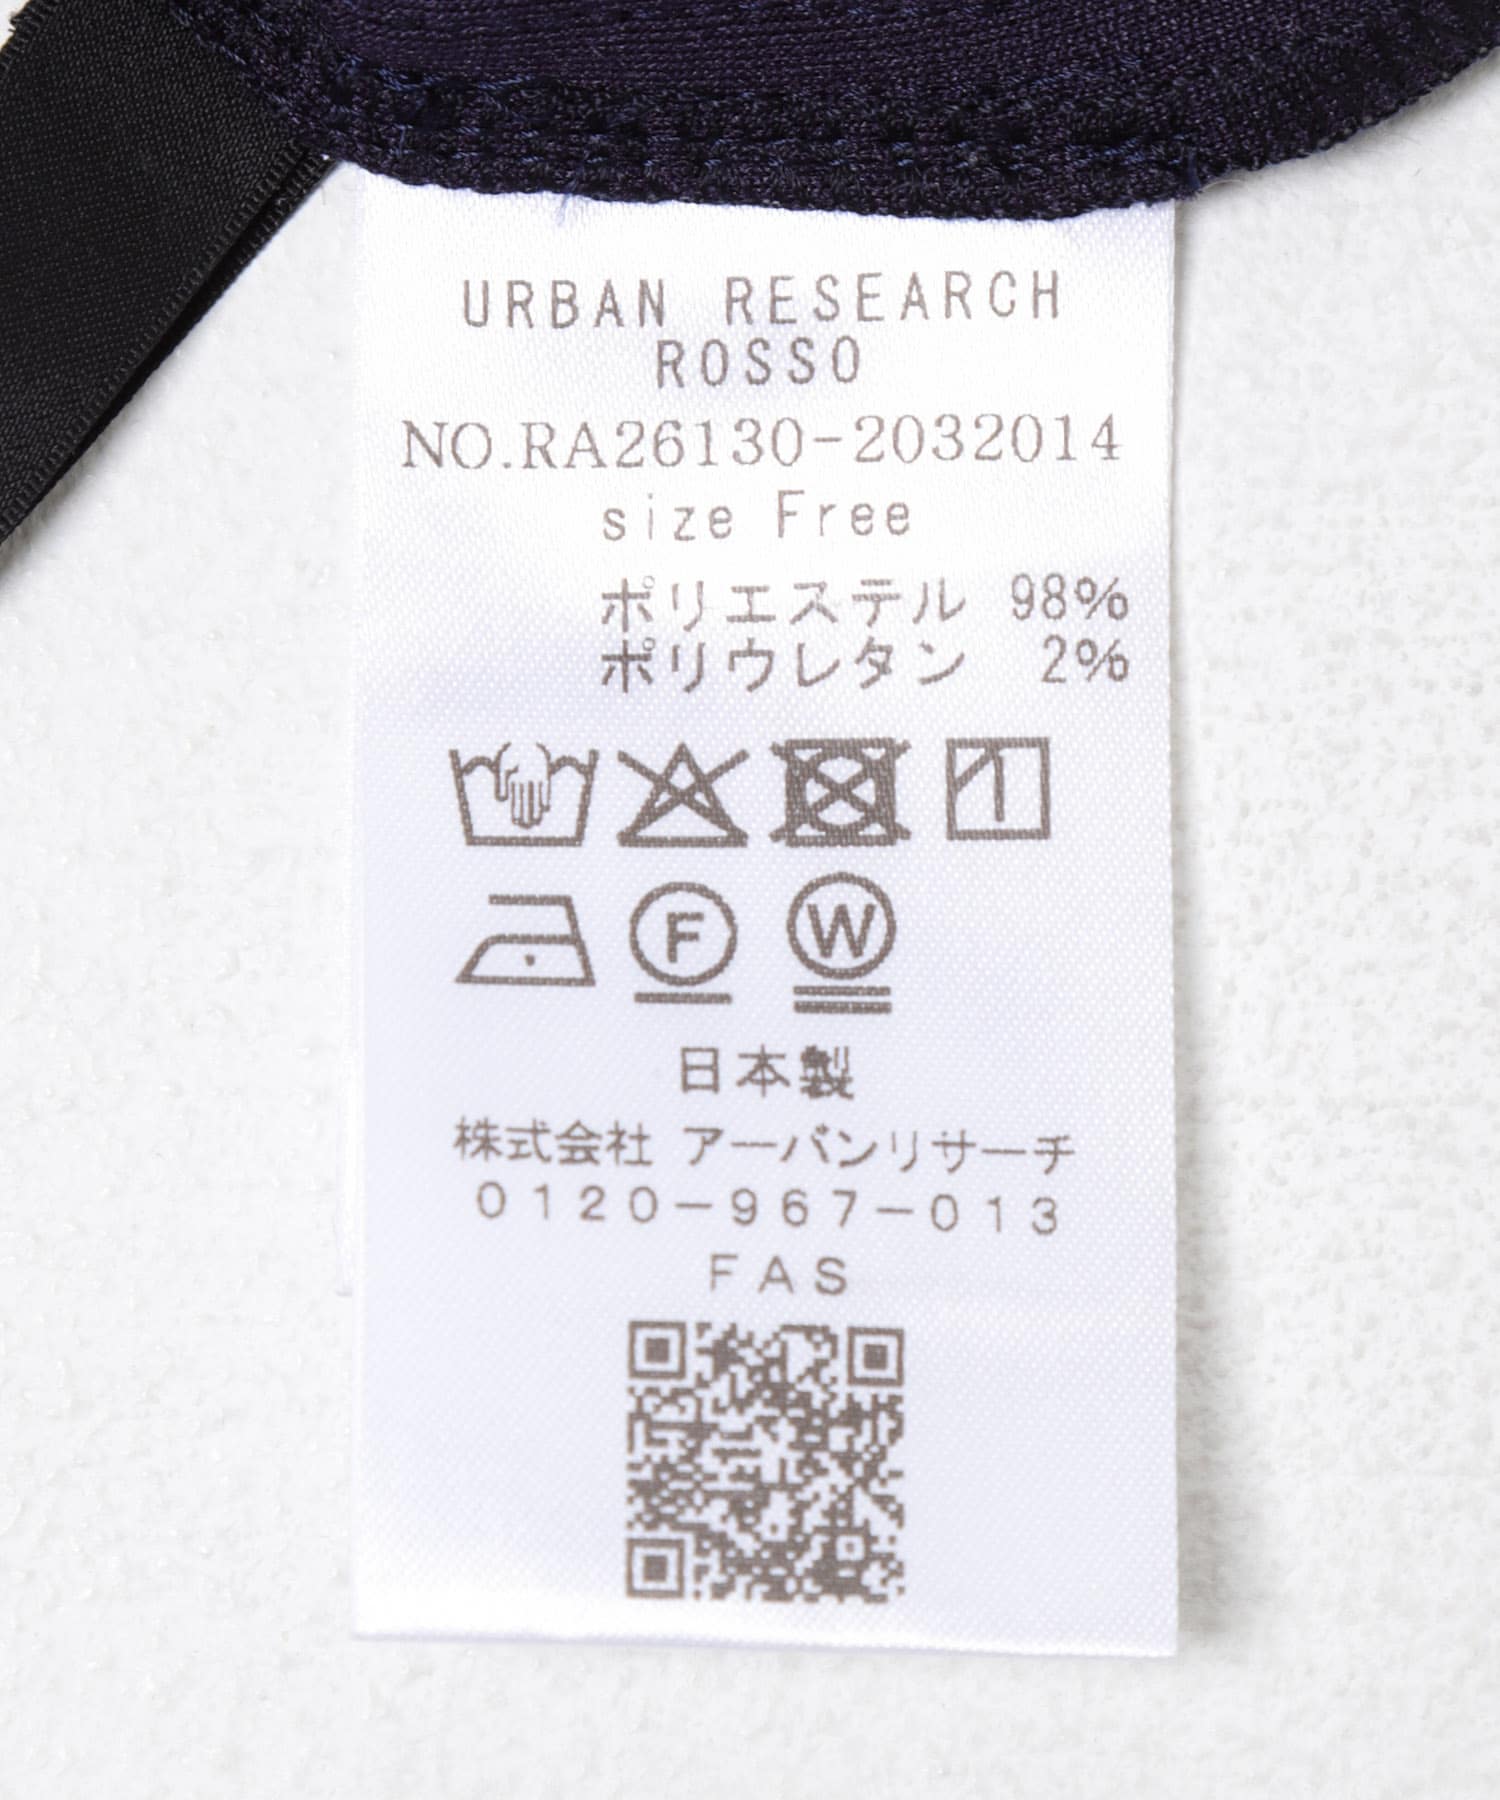 URBAN RESEARCH
ROSSO
NO.RA26130-2032014
size Free
ポリエステル 98%
ポリウレタン 2%
F W
日本製
株式会社 アーバンリサーチ
0120-967-013
FAS